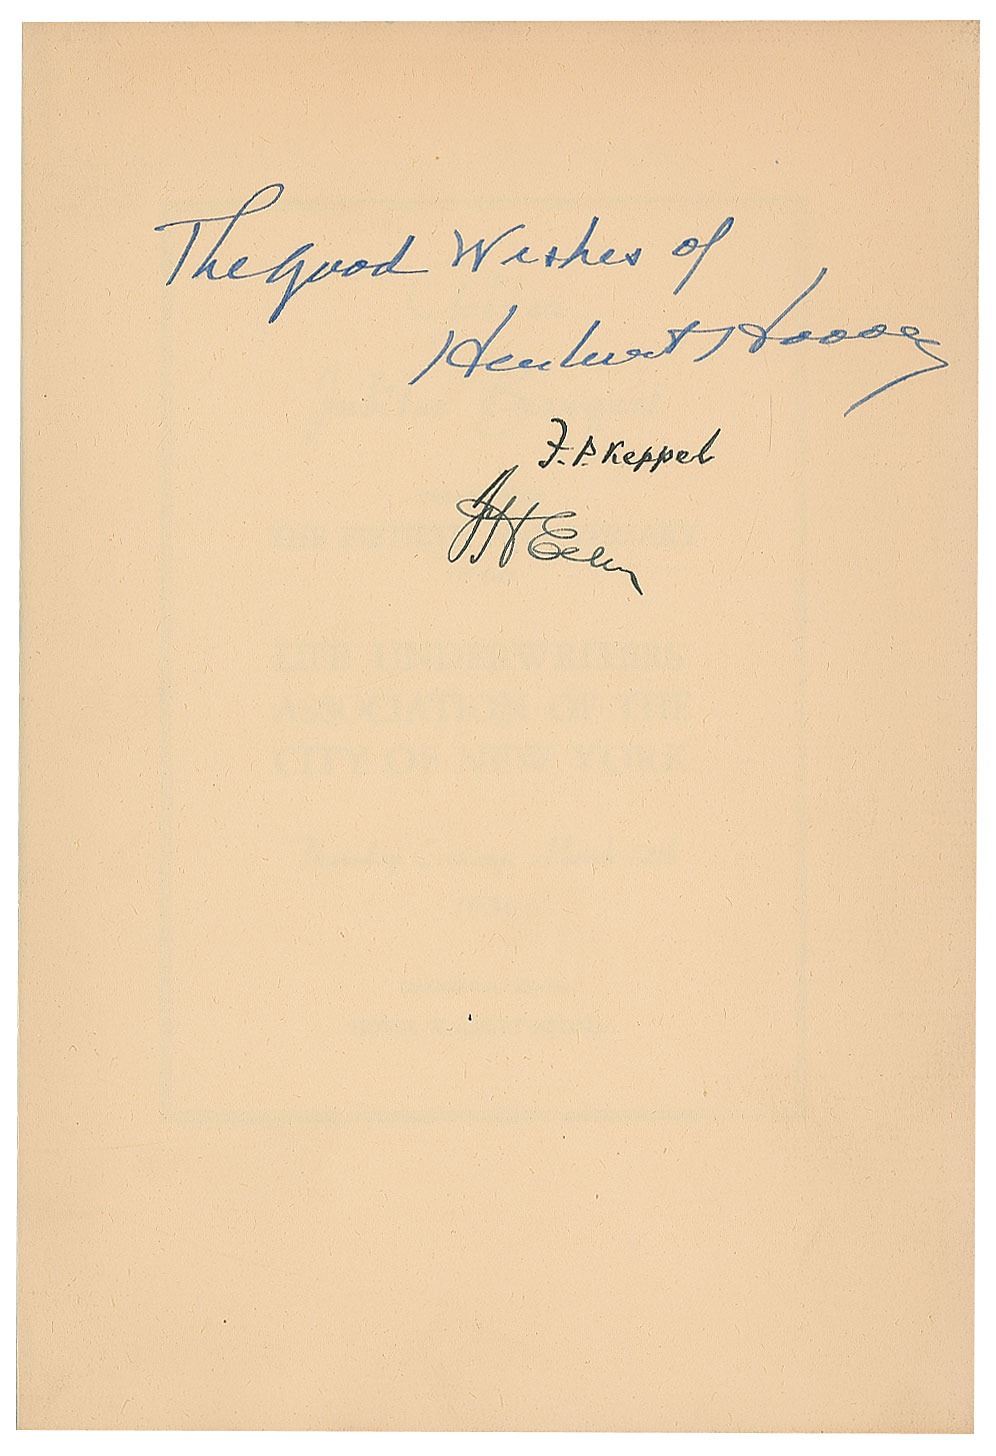 The Good Wishes of
Herbert Hoover
F.P. Keppel